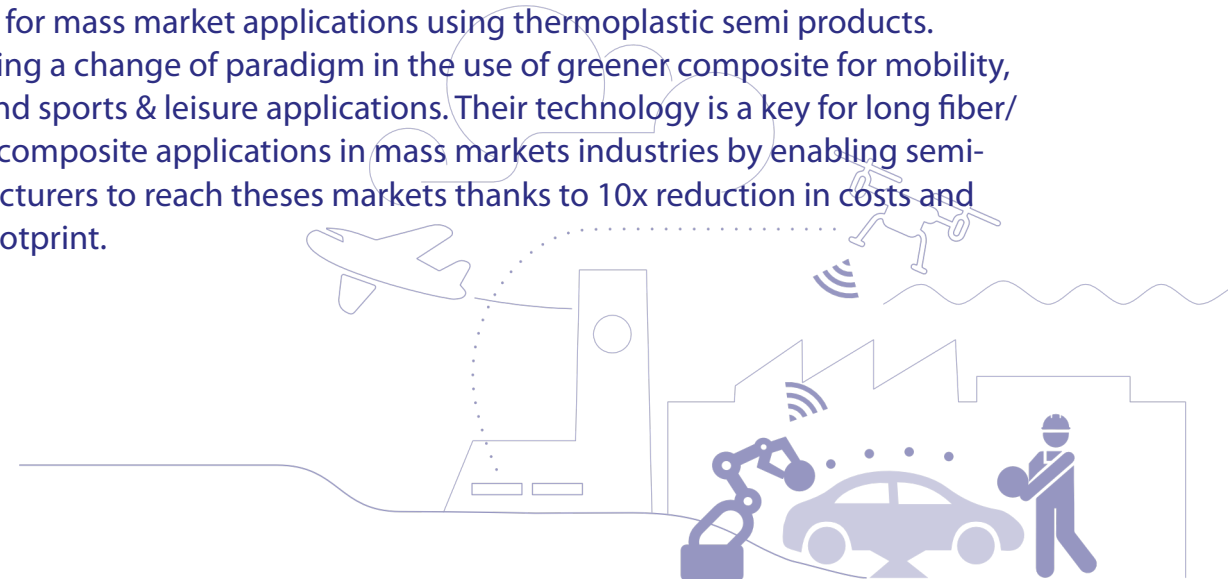 for mass market applications using thermoplastic semi products.
ing a change of paradigm in the use of greener composite for mobility,
nd sports & leisure applications. Their technology is a key for long fiber/
composite applications in mass markets industries by enabling semi-
cturers to reach theses markets thanks to 10x reduction in costs and
otprint.